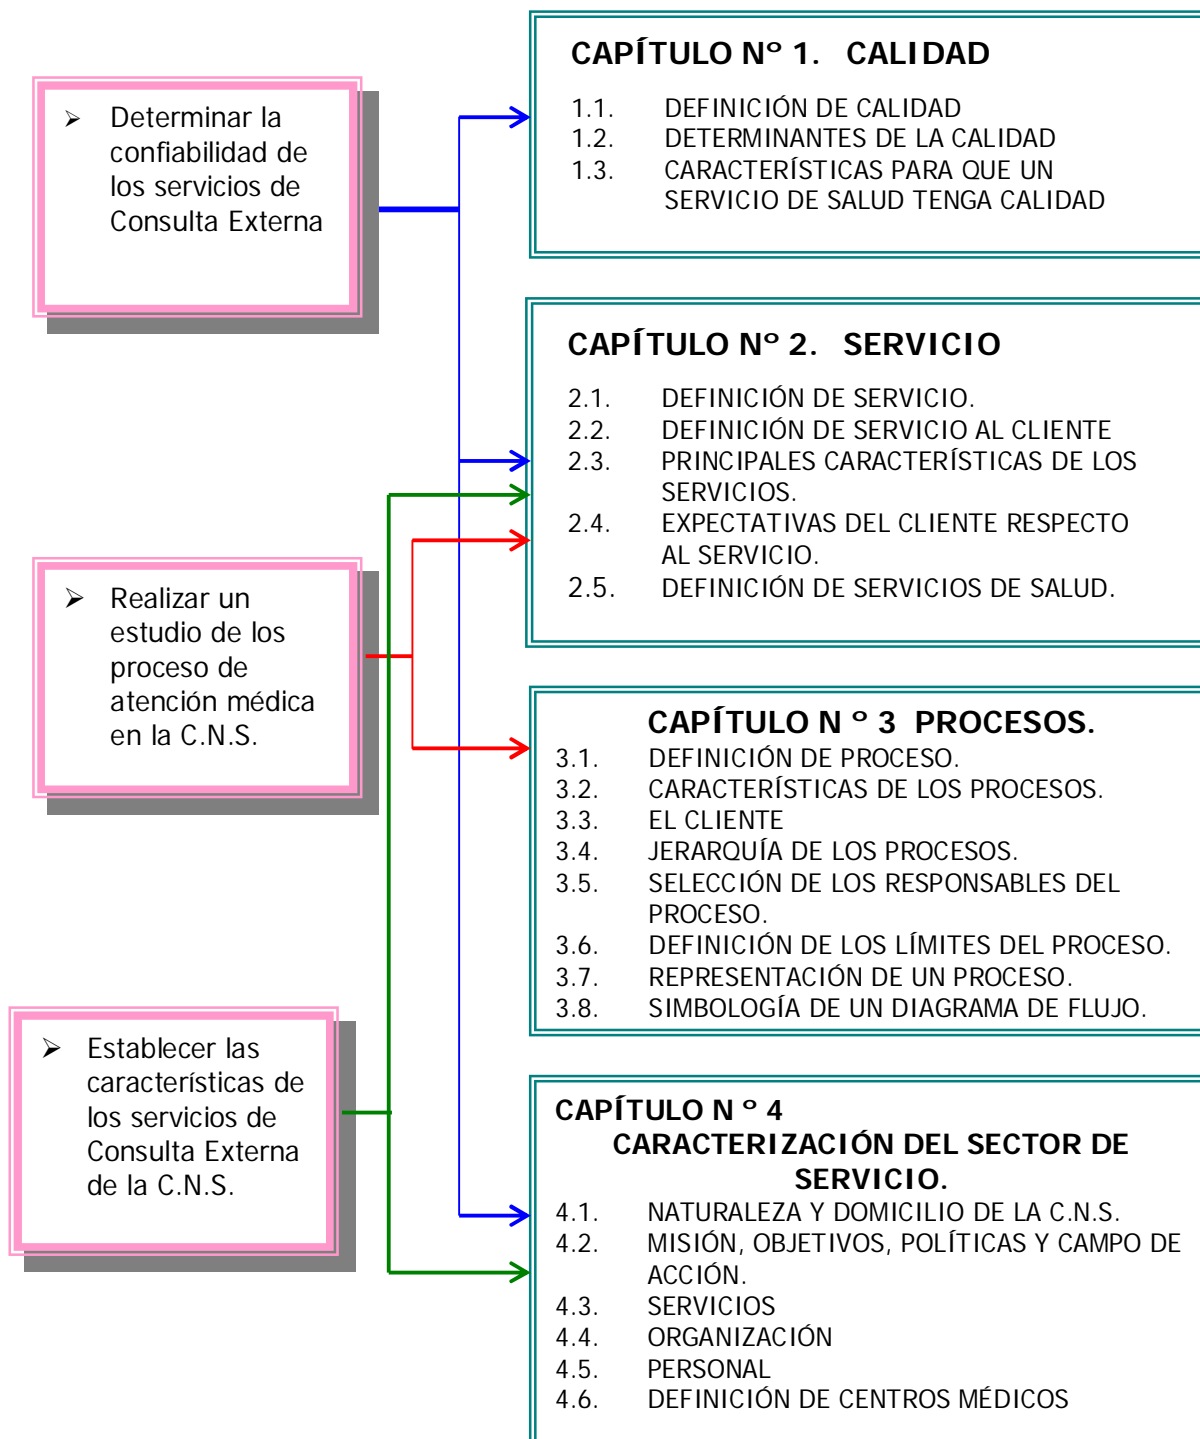 ➢ Determinar la
confiabilidad de
los servicios de
Consulta Externa
➢ Realizar un
estudio de los
proceso de
atención médica
en la C.N.S.
➢ Establecer las
características de
los servicios de
Consulta Externa
de la C.N.S.
CAPÍTULO Nº 1. CALIDAD
1.1. DEFINICIÓN DE CALIDAD
1.2. DETERMINANTES DE LA CALIDAD
1.3. CARACTERÍSTICAS PARA QUE UN
SERVICIO DE SALUD TENGA CALIDAD
CAPÍTULO Nº 2. SERVICIO
2.1. DEFINICIÓN DE SERVICIO.
2.2. DEFINICIÓN DE SERVICIO AL CLIENTE
2.3. PRINCIPALES CARACTERÍSTICAS DE LOS
SERVICIOS.
2.4. EXPECTATIVAS DEL CLIENTE RESPECTO
AL SERVICIO.
2.5. DEFINICIÓN DE SERVICIOS DE SALUD.
CAPÍTULO N º 3 PROCESOS.
3.1. DEFINICIÓN DE PROCESO.
3.2. CARACTERÍSTICAS DE LOS PROCESOS.
3.3. EL CLIENTE
3.4. JERARQUÍA DE LOS PROCESOS.
3.5. SELECCIÓN DE LOS RESPONSABLES DEL
PROCESO.
3.6. DEFINICIÓN DE LOS LÍMITES DEL PROCESO.
3.7. REPRESENTACIÓN DE UN PROCESO.
3.8. SIMBOLOGÍA DE UN DIAGRAMA DE FLUJO.
CAPÍTULO N º 4
CARACTERIZACIÓN DEL SECTOR DE
SERVICIO.
4.1. NATURALEZA Y DOMICILIO DE LA C.N.S.
4.2. MISIÓN, OBJETIVOS, POLÍTICAS Y CAMPO DE
ACCIÓN.
4.3. SERVICIOS
4.4. ORGANIZACIÓN
4.5. PERSONAL
4.6. DEFINICIÓN DE CENTROS MÉDICOS